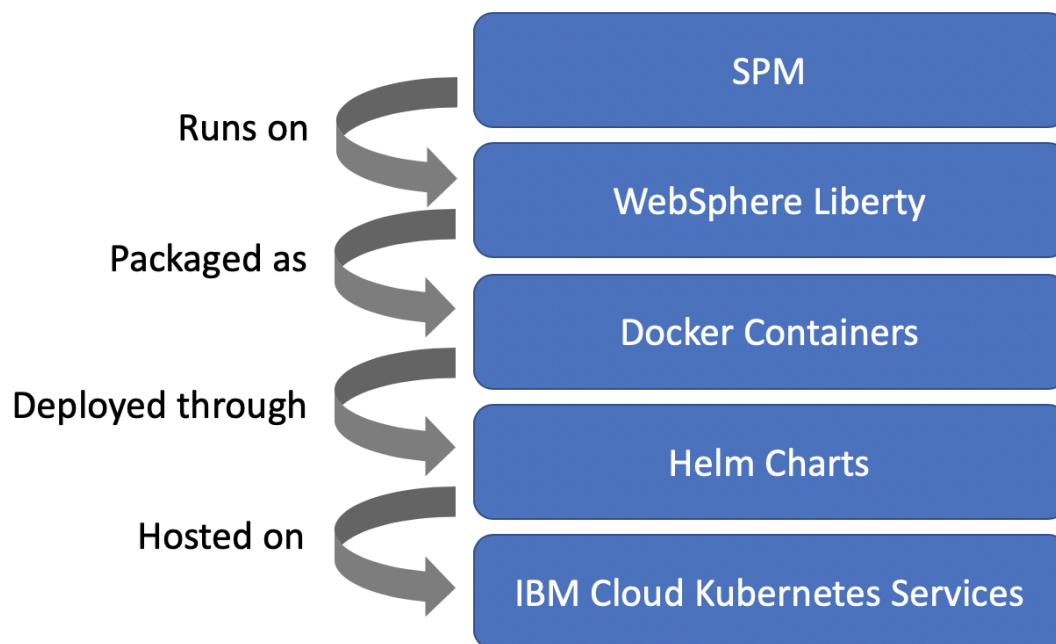 SPM
Runs on
WebSphere Liberty
Packaged as
Docker Containers
Deployed through
Helm Charts
Hosted on
IBM Cloud Kubernetes Services